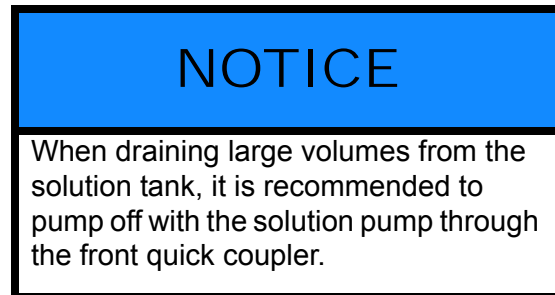 NOTICE
When draining large volumes from the
solution tank, it is recommended to
pump off with the solution pump through
the front quick coupler.